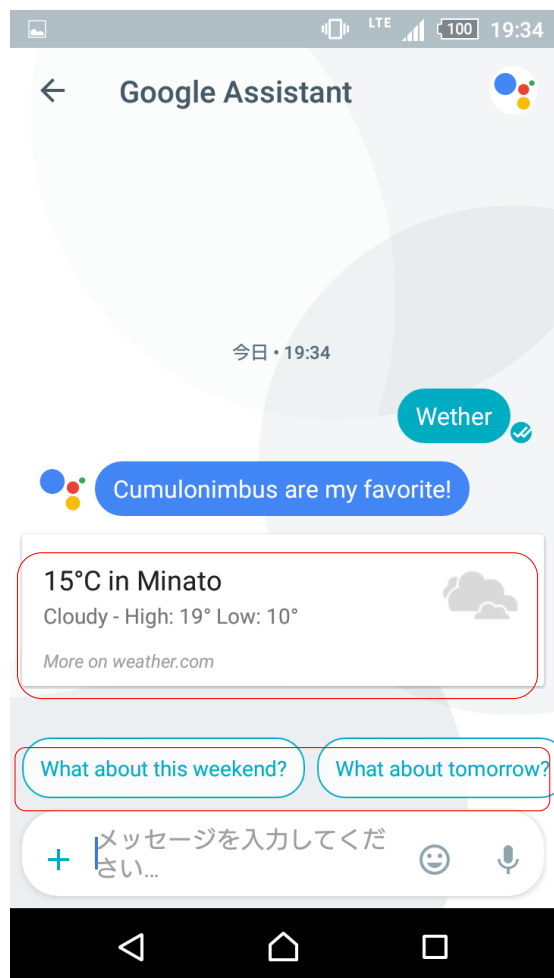 LTE 100 19:34
Google Assistant
今日 • 19:34
Wether
Cumulonimbus are my favorite!
15°C in Minato
Cloudy - High: 19° Low: 10°
More on weather.com
What about this weekend? What about tomorrow?
メッセージを入力してくだ
さい...